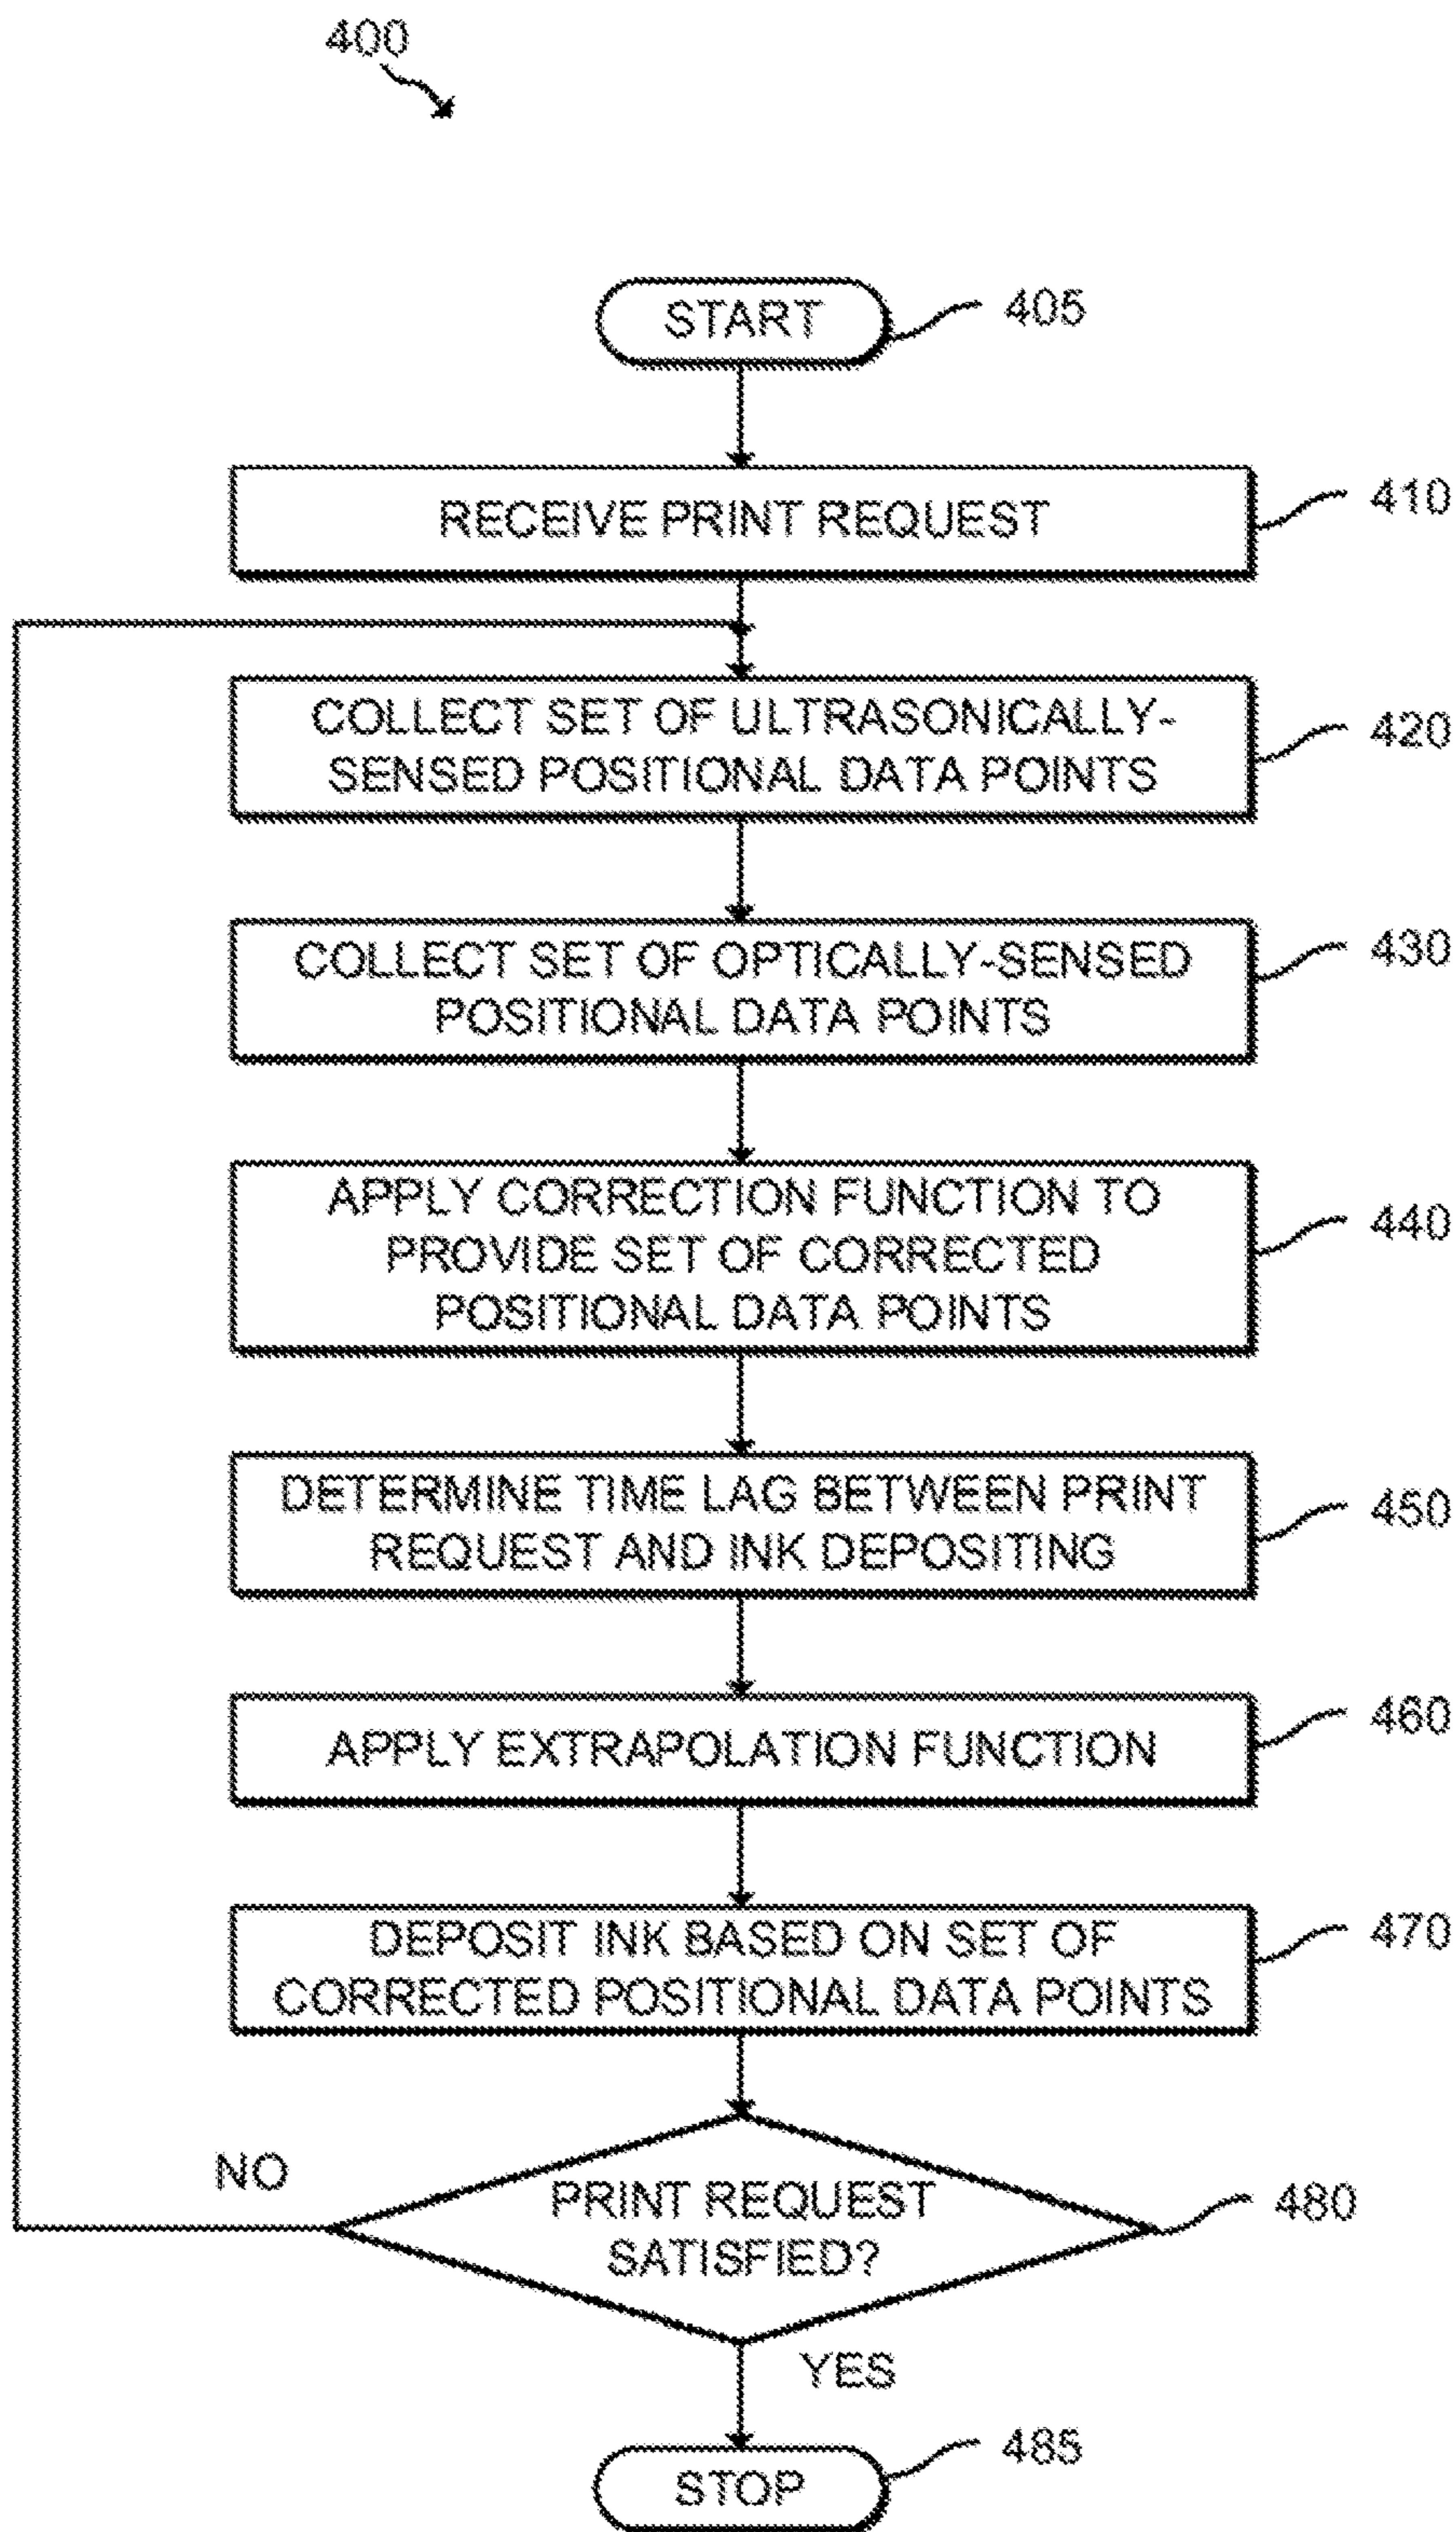 400
START
405
RECEIVE PRINT REQUEST
410
COLLECT SET OF ULTRASONICALLY-
SENSED POSITIONAL DATA POINTS
420
COLLECT SET OF OPTICALLY-SENSED
POSITIONAL DATA POINTS
430
APPLY CORRECTION FUNCTION TO
PROVIDE SET OF CORRECTED
POSITIONAL DATA POINTS
440
DETERMINE TIME LAG BETWEEN PRINT
REQUEST AND INK DEPOSITING
450
APPLY EXTRAPOLATION FUNCTION
460
DEPOSIT INK BASED ON SET OF
CORRECTED POSITIONAL DATA POINTS
470
NO
PRINT REQUEST
SATISFIED?
480
YES
STOP
485